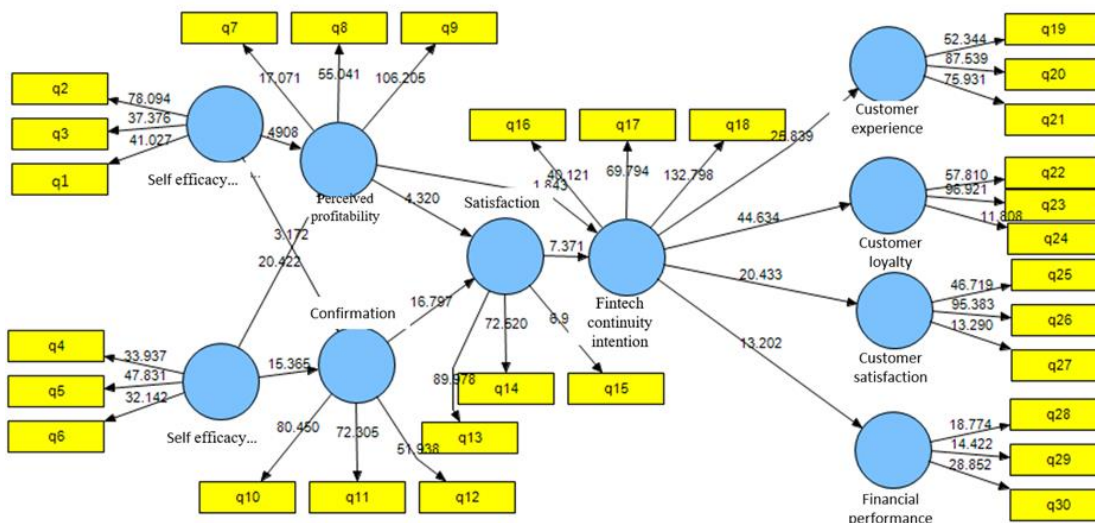 q7
q8
q9
17.071
55.041
106.205
q2
q3
q1
78.094
37.376
41.027
Self efficacy...
4908
Perceived
profitability
4.320
1.843
3.172
20.422
q4
q5
q6
33.937
47.831
32.142
Self efficacy...
15.365
Confirmation
80.450
72.305
51.938
q10
q11
q12
16.797
Satisfaction
89.978
72.520
6.9
q13
q14
q15
7.371
q16
q17
q18
40.121
69.794
132.798
Fintech
continuity
intention
25.839
44.634
20.433
13.202
Customer
experience
52.344
87.539
75.931
q19
q20
q21
Customer
loyalty
57.810
96.921
11.808
q22
q23
q24
Customer
satisfaction
46.719
95.383
13.290
q25
q26
q27
Financial
performance
18.774
14.422
28.852
q28
q29
q30